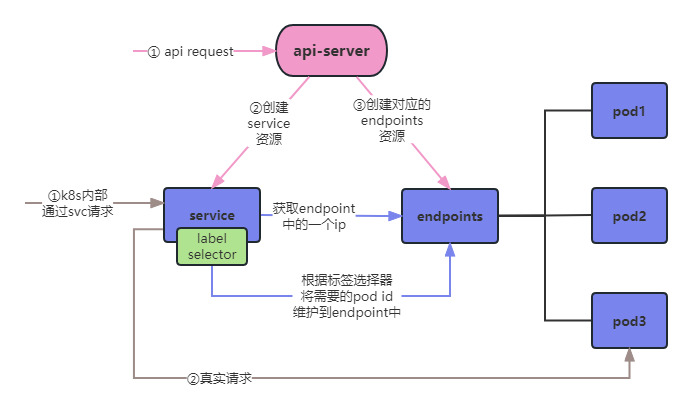 ① api request
api-server
②创建
service
资源
③创建对应的
endpoints
资源
pod1
①k8s内部
通过svc请求
service
label
selector
获取endpoint
中的一个ip
endpoints
pod2
根据标签选择器
将需要的pod id
维护到endpoint中
pod3
②真实请求